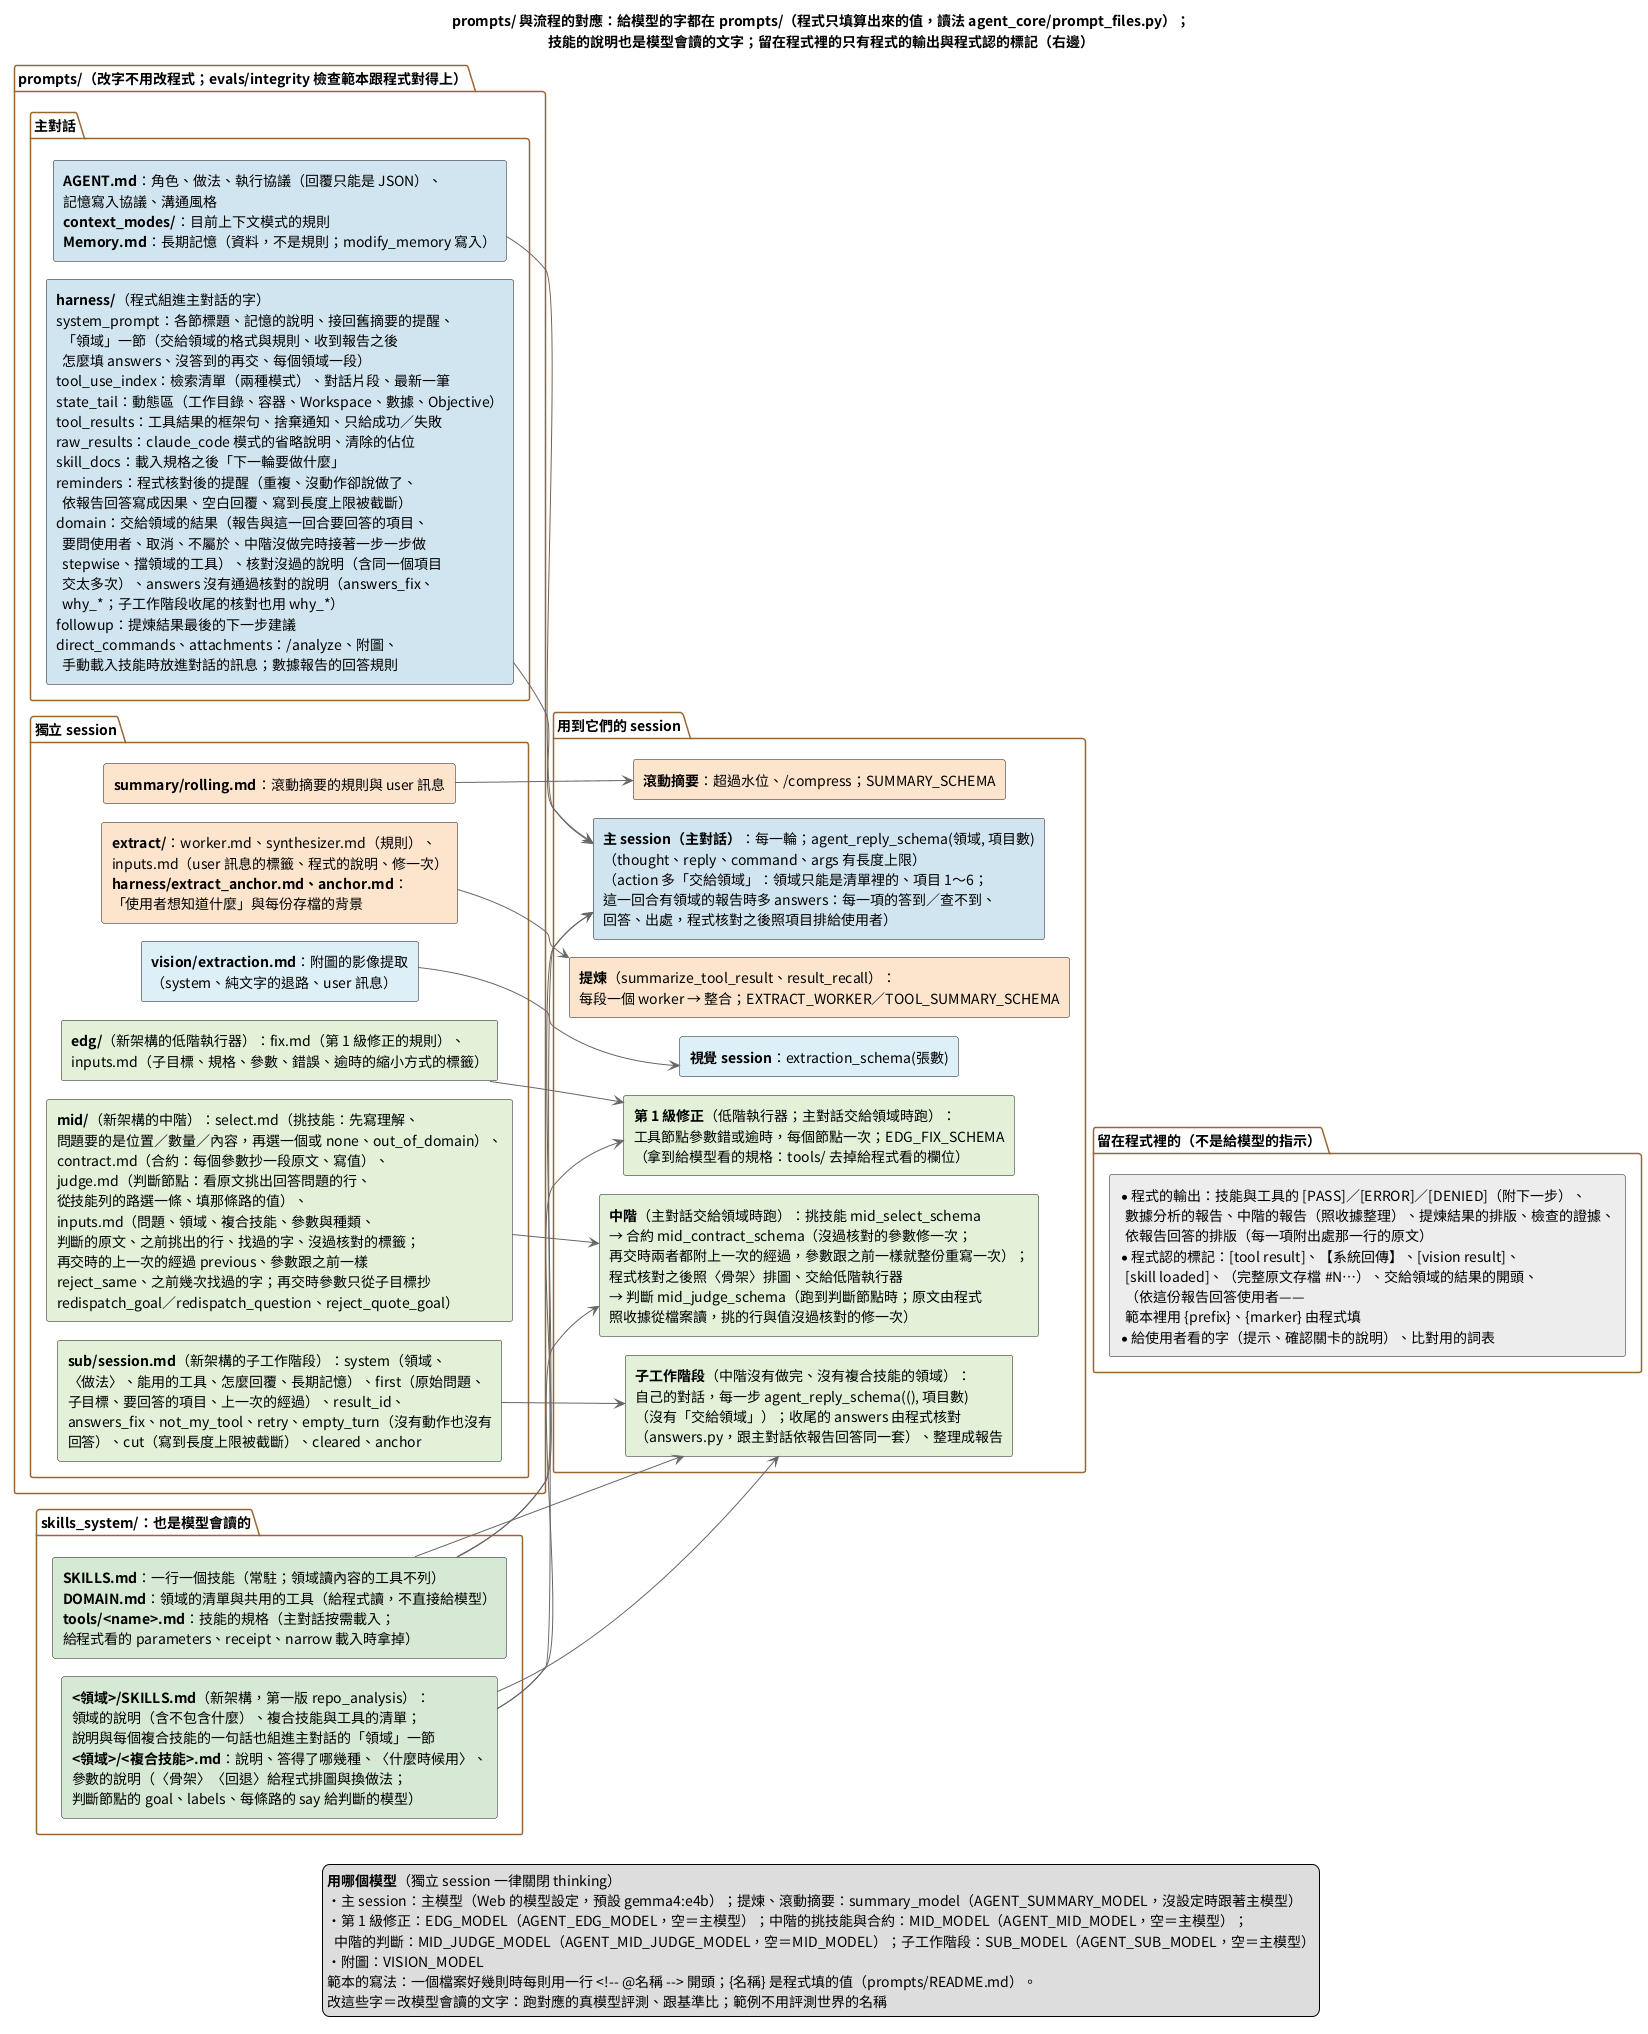 prompts/ 與流程的對應：給模型的字都在 prompts/（程式只填算出來的值，讀法 agent_core/prompt_files.py）；
技能的說明也是模型會讀的文字；留在程式裡的只有程式的輸出與程式認的標記（右邊）
prompts/（改字不用改程式；evals/integrity 檢查範本跟程式對得上）
主對話
AGENT.md：角色、做法、執行協議（回覆只能是 JSON）、
記憶寫入協議、溝通風格
context_modes/：目前上下文模式的規則
Memory.md：長期記憶（資料，不是規則；modify_memory 寫入）
harness/（程式組進主對話的字）
system_prompt：各節標題、記憶的說明、接回舊摘要的提醒、
「領域」一節（交給領域的格式與規則、收到報告之後
怎麼填 answers、沒答到的再交、每個領域一段）
tool_use_index：檢索清單（兩種模式）、對話片段、最新一筆
state_tail：動態區（工作目錄、容器、Workspace、數據、Objective）
tool_results：工具結果的框架句、捨棄通知、只給成功／失敗
raw_results：claude_code 模式的省略說明、清除的佔位
skill_docs：載入規格之後「下一輪要做什麼」
reminders：程式核對後的提醒（重複、沒動作卻說做了、
依報告回答寫成因果、空白回覆、寫到長度上限被截斷）
domain：交給領域的結果（報告與這一回合要回答的項目、
要問使用者、取消、不屬於、中階沒做完時接著一步一步做
stepwise、擋領域的工具）、核對沒過的說明（含同一個項目
交太多次）、answers 沒有通過核對的說明（answers_fix、
why_*；子工作階段收尾的核對也用 why_*）
followup：提煉結果最後的下一步建議
direct_commands、attachments：/analyze、附圖、
手動載入技能時放進對話的訊息；數據報告的回答規則
獨立 session
summary/rolling.md：滾動摘要的規則與 user 訊息
extract/：worker.md、synthesizer.md（規則）、
inputs.md（user 訊息的標籤、程式的說明、修一次）
harness/extract_anchor.md、anchor.md：
「使用者想知道什麼」與每份存檔的背景
vision/extraction.md：附圖的影像提取
（system、純文字的退路、user 訊息）
edg/（新架構的低階執行器）：fix.md（第 1 級修正的規則）、
inputs.md（子目標、規格、參數、錯誤、逾時的縮小方式的標籤）
mid/（新架構的中階）：select.md（挑技能：先寫理解、
問題要的是位置／數量／內容，再選一個或 none、out_of_domain）、
contract.md（合約：每個參數抄一段原文、寫值）、
judge.md（判斷節點：看原文挑出回答問題的行、
從技能列的路選一條、填那條路的值）、
inputs.md（問題、領域、複合技能、參數與種類、
判斷的原文、之前挑出的行、找過的字、沒過核對的標籤；
再交時的上一次的經過 previous、參數跟之前一樣
reject_same、之前幾次找過的字；再交時參數只從子目標抄
redispatch_goal／redispatch_question、reject_quote_goal）
sub/session.md（新架構的子工作階段）：system（領域、
〈做法〉、能用的工具、怎麼回覆、長期記憶）、first（原始問題、
子目標、要回答的項目、上一次的經過）、result_id、
answers_fix、not_my_tool、retry、empty_turn（沒有動作也沒有
回答）、cut（寫到長度上限被截斷）、cleared、anchor
用到它們的 session
滾動摘要：超過水位、/compress；SUMMARY_SCHEMA
主 session（主對話）：每一輪；agent_reply_schema(領域, 項目數)
（thought、reply、command、args 有長度上限）
（action 多「交給領域」：領域只能是清單裡的、項目 1～6；
這一回合有領域的報告時多 answers：每一項的答到／查不到、
回答、出處，程式核對之後照項目排給使用者）
提煉（summarize_tool_result、result_recall）：
每段一個 worker → 整合；EXTRACT_WORKER／TOOL_SUMMARY_SCHEMA
視覺 session：extraction_schema(張數)
第 1 級修正（低階執行器；主對話交給領域時跑）：
工具節點參數錯或逾時，每個節點一次；EDG_FIX_SCHEMA
（拿到給模型看的規格：tools/ 去掉給程式看的欄位）
中階（主對話交給領域時跑）：挑技能 mid_select_schema
→ 合約 mid_contract_schema（沒過核對的參數修一次；
再交時兩者都附上一次的經過，參數跟之前一樣就整份重寫一次）；
程式核對之後照〈骨架〉排圖、交給低階執行器
→ 判斷 mid_judge_schema（跑到判斷節點時；原文由程式
照收據從檔案讀，挑的行與值沒過核對的修一次）
子工作階段（中階沒有做完、沒有複合技能的領域）：
自己的對話，每一步 agent_reply_schema((), 項目數)
（沒有「交給領域」）；收尾的 answers 由程式核對
（answers.py，跟主對話依報告回答同一套）、整理成報告
留在程式裡的（不是給模型的指示）
• 程式的輸出：技能與工具的 [PASS]／[ERROR]／[DENIED]（附下一步）、
數據分析的報告、中階的報告（照收據整理）、提煉結果的排版、檢查的證據、
依報告回答的排版（每一項附出處那一行的原文）
• 程式認的標記：[tool result]、【系統回傳】、[vision result]、
[skill loaded]、（完整原文存檔 #N…）、交給領域的結果的開頭、
（依這份報告回答使用者——
範本裡用 {prefix}、{marker} 由程式填
• 給使用者看的字（提示、確認關卡的說明）、比對用的詞表
skills_system/：也是模型會讀的
SKILLS.md：一行一個技能（常駐；領域讀內容的工具不列）
DOMAIN.md：領域的清單與共用的工具（給程式讀，不直接給模型）
tools/<name>.md：技能的規格（主對話按需載入；
給程式看的 parameters、receipt、narrow 載入時拿掉）
<領域>/SKILLS.md（新架構，第一版 repo_analysis）：
領域的說明（含不包含什麼）、複合技能與工具的清單；
說明與每個複合技能的一句話也組進主對話的「領域」一節
<領域>/<複合技能>.md：說明、答得了哪幾種、〈什麼時候用〉、
參數的說明（〈骨架〉〈回退〉給程式排圖與換做法；
判斷節點的 goal、labels、每條路的 say 給判斷的模型）
用哪個模型（獨立 session 一律關閉 thinking）
・主 session：主模型（Web 的模型設定，預設 gemma4:e4b）；提煉、滾動摘要：summary_model（AGENT_SUMMARY_MODEL，沒設定時跟著主模型）
・第 1 級修正：EDG_MODEL（AGENT_EDG_MODEL，空＝主模型）；中階的挑技能與合約：MID_MODEL（AGENT_MID_MODEL，空＝主模型）；
中階的判斷：MID_JUDGE_MODEL（AGENT_MID_JUDGE_MODEL，空＝MID_MODEL）；子工作階段：SUB_MODEL（AGENT_SUB_MODEL，空＝主模型）
・附圖：VISION_MODEL
範本的寫法：一個檔案好幾則時每則用一行 <!-- @名稱 --> 開頭；{名稱} 是程式填的值（prompts/README.md）。
改這些字＝改模型會讀的文字：跑對應的真模型評測、跟基準比；範例不用評測世界的名稱